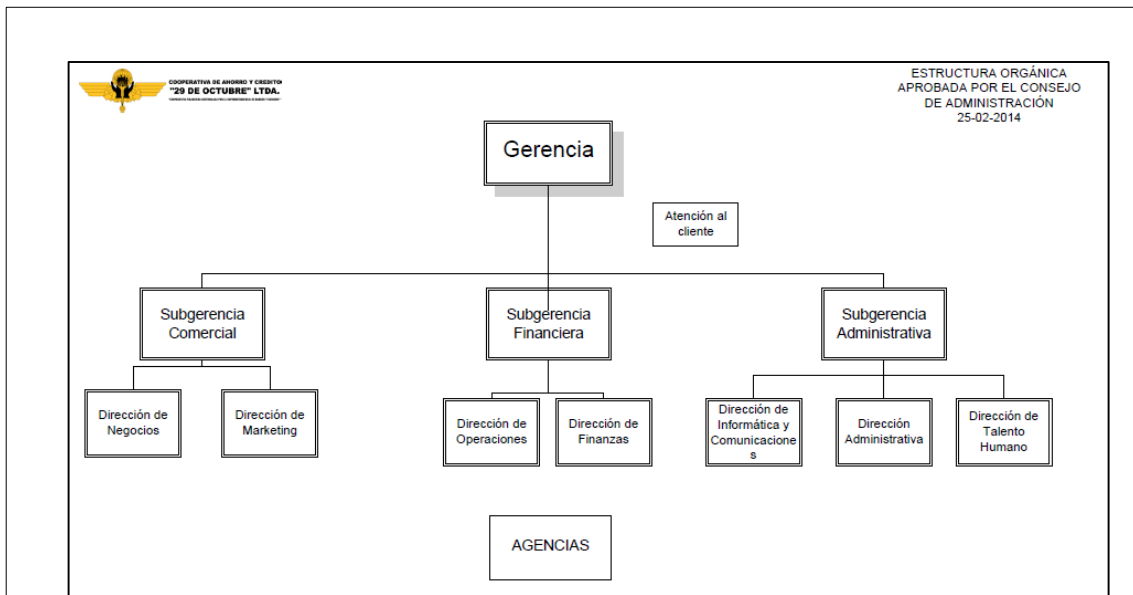 COOPERATIVA DE AHORRO Y CREDITO
"29 DE OCTUBRE" LTDA.
ESTRUCTURA ORGÁNICA
APROBADA POR EL CONSEJO
DE ADMINISTRACIÓN
25-02-2014
Gerencia
Atención al
cliente
Subgerencia
Comercial
Subgerencia
Financiera
Subgerencia
Administrativa
Dirección de
Negocios
Dirección de
Marketing
Dirección de
Operaciones
Dirección de
Finanzas
Dirección de
Informática y
Comunicacione
s
Dirección
Administrativa
Dirección de
Talento
Humano
AGENCIAS